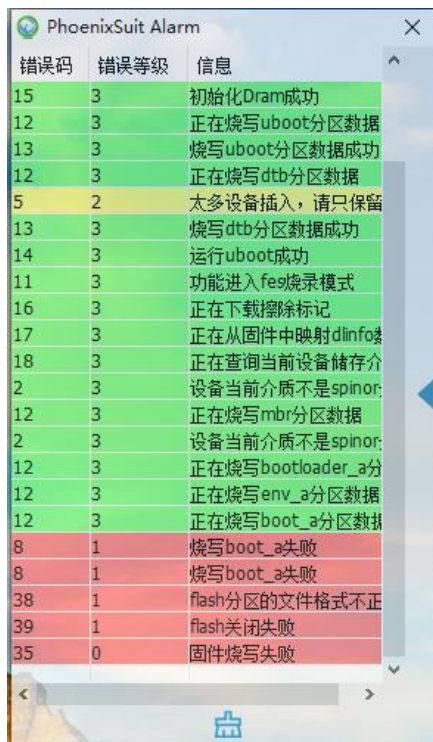 PhoenixSuit Alarm
错误码 错误等级 信息
15 3 初始化Dram成功
12 3 正在烧写uboot分区数据
13 3 烧写uboot分区数据成功
12 3 正在烧写dtb分区数据
5 2 太多设备插入，请只保留
13 3 烧写dtb分区数据成功
14 3 运行uboot成功
11 3 功能进入fes烧录模式
16 3 正在下载擦除标记
17 3 正在从固件中映射dlinfo数
18 3 正在查询当前设备储存介
2 3 设备当前介质不是spinor
12 3 正在烧写mbr分区数据
2 3 设备当前介质不是spinor
12 3 正在烧写bootloader_a分
12 3 正在烧写env_a分区数据
12 3 正在烧写boot_a分区数据
8 1 烧写boot_a失败
8 1 烧写boot_a失败
38 1 flash分区的文件格式不正
39 1 flash关闭失败
35 0 固件烧写失败